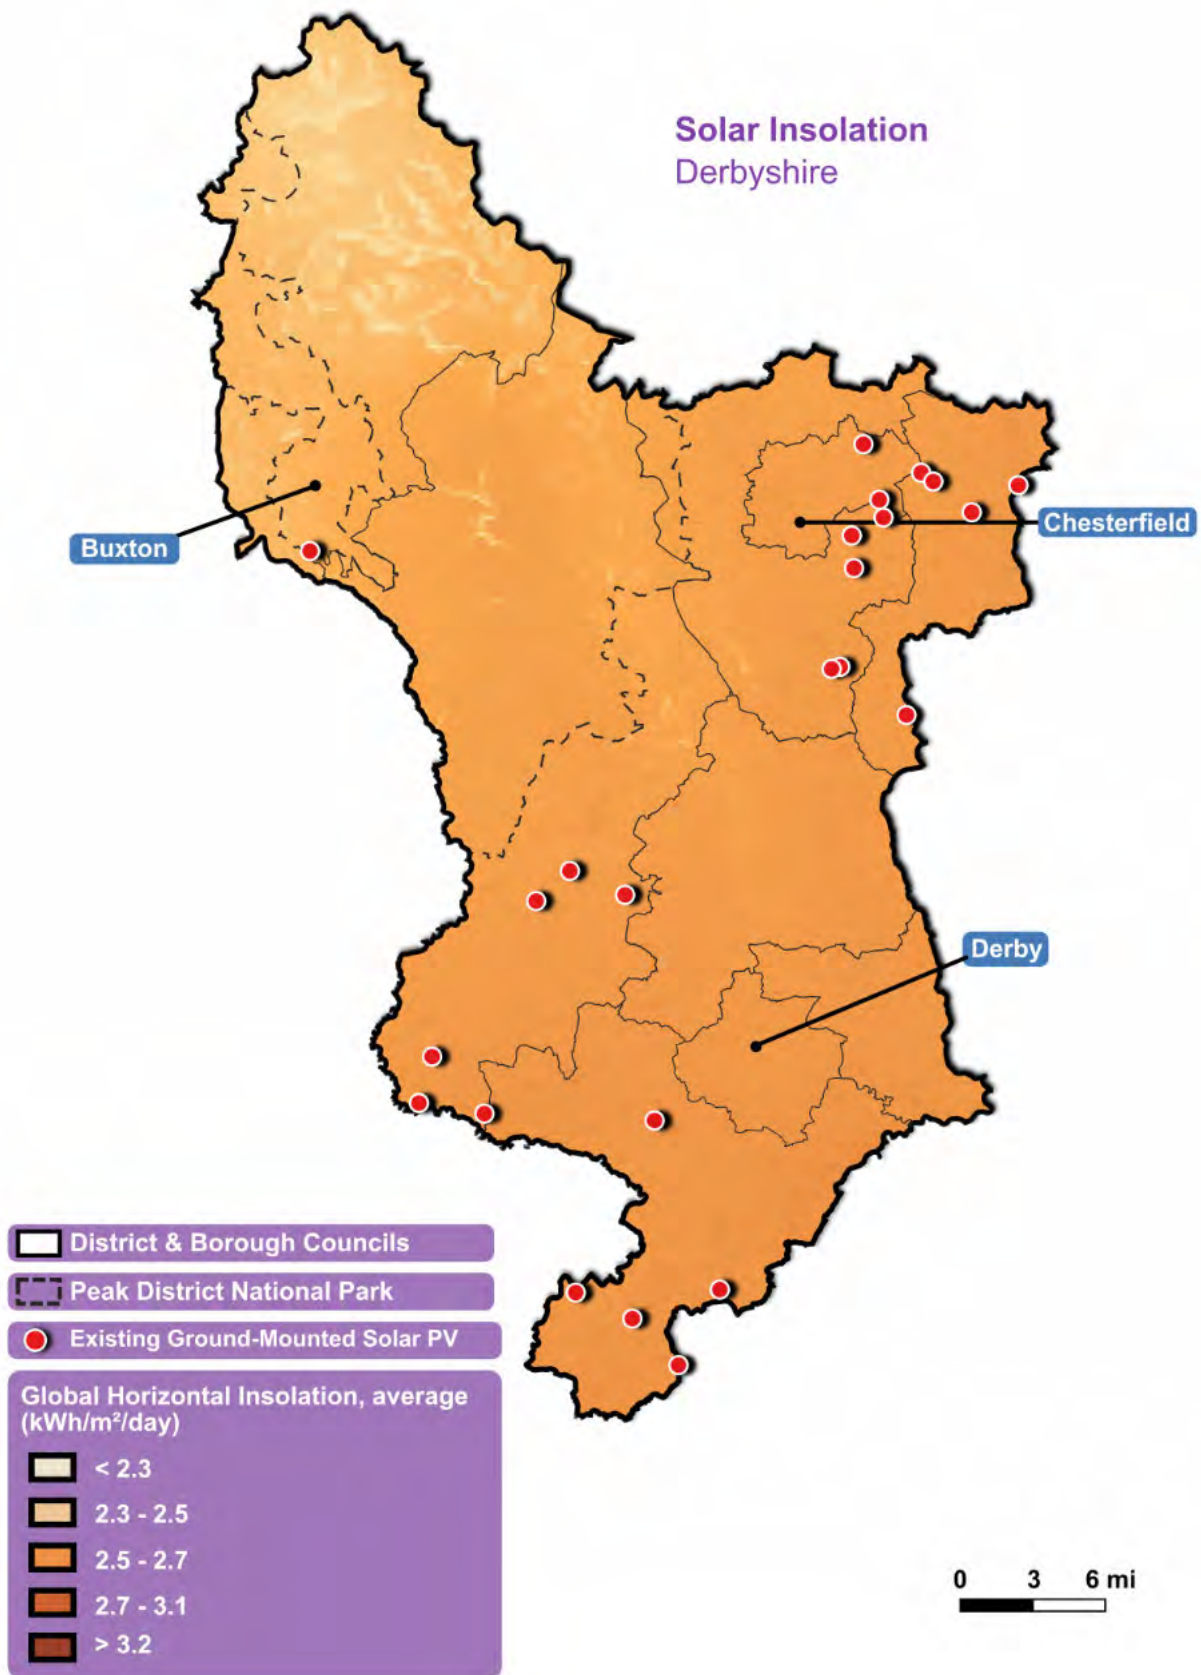 Solar Insolation
Derbyshire
Buxton
Chesterfield
Derby
District & Borough Councils
Peak District National Park
Existing Ground-Mounted Solar PV
Global Horizontal Insolation, average
(kWh/m²/day)
< 2.3
2.3 - 2.5
2.5 - 2.7
2.7 - 3.1
> 3.2
0 3 6 mi